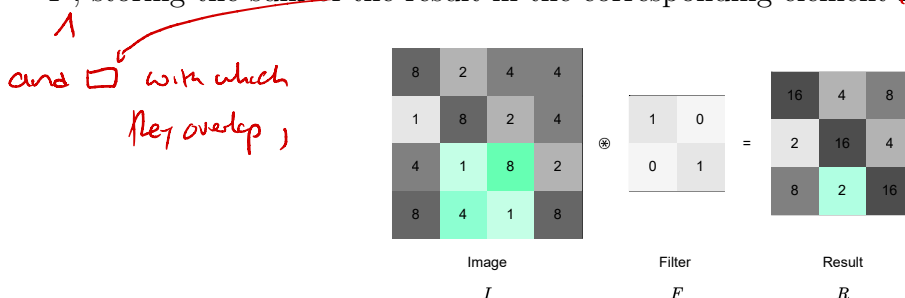 , storing the sum of the result in the corresponding element
and □ with which
they overlap,
8 2 4 4
1 8 2 4
4 1 8 2
8 4 1 8
⊛
1 0
0 1
=
16 4 8
2 16 4
8 2 16
Image Filter Result
I F R